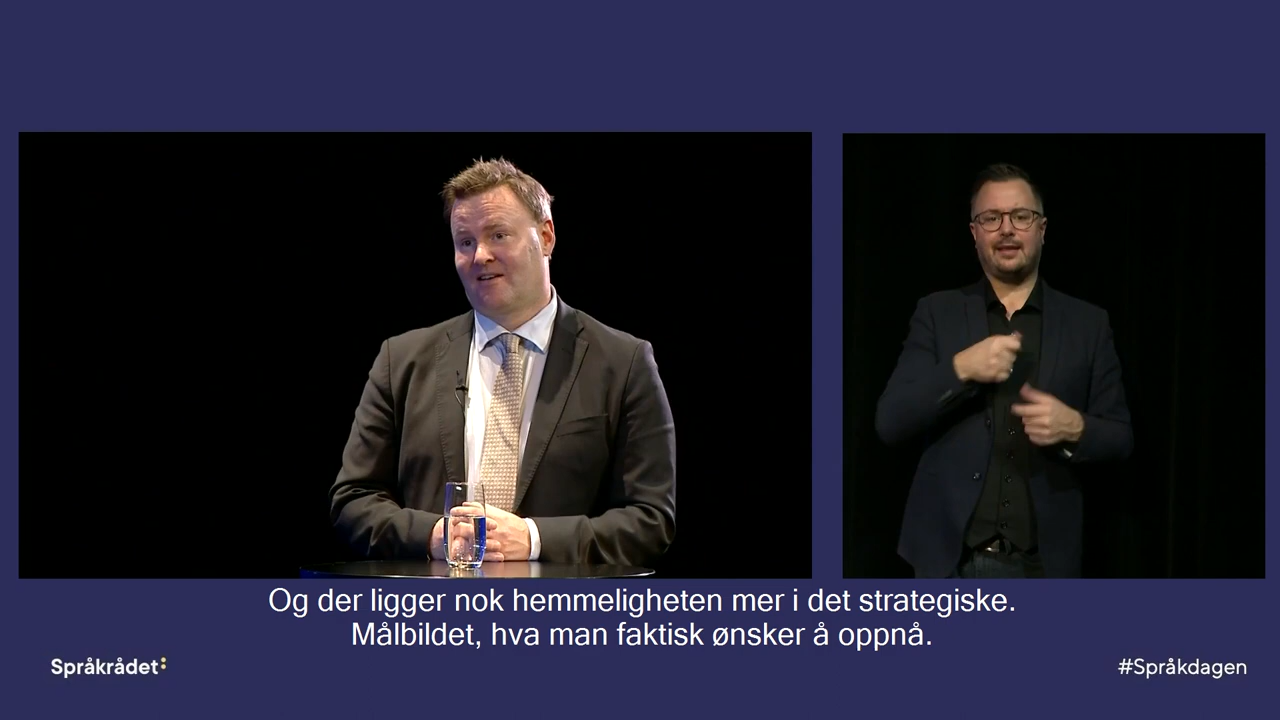 Og der ligger nok hemmeligheten mer i det strategiske.
Målbildet, hva man faktisk ønsker å oppnå.
Språkrådet:
#Språkdagen